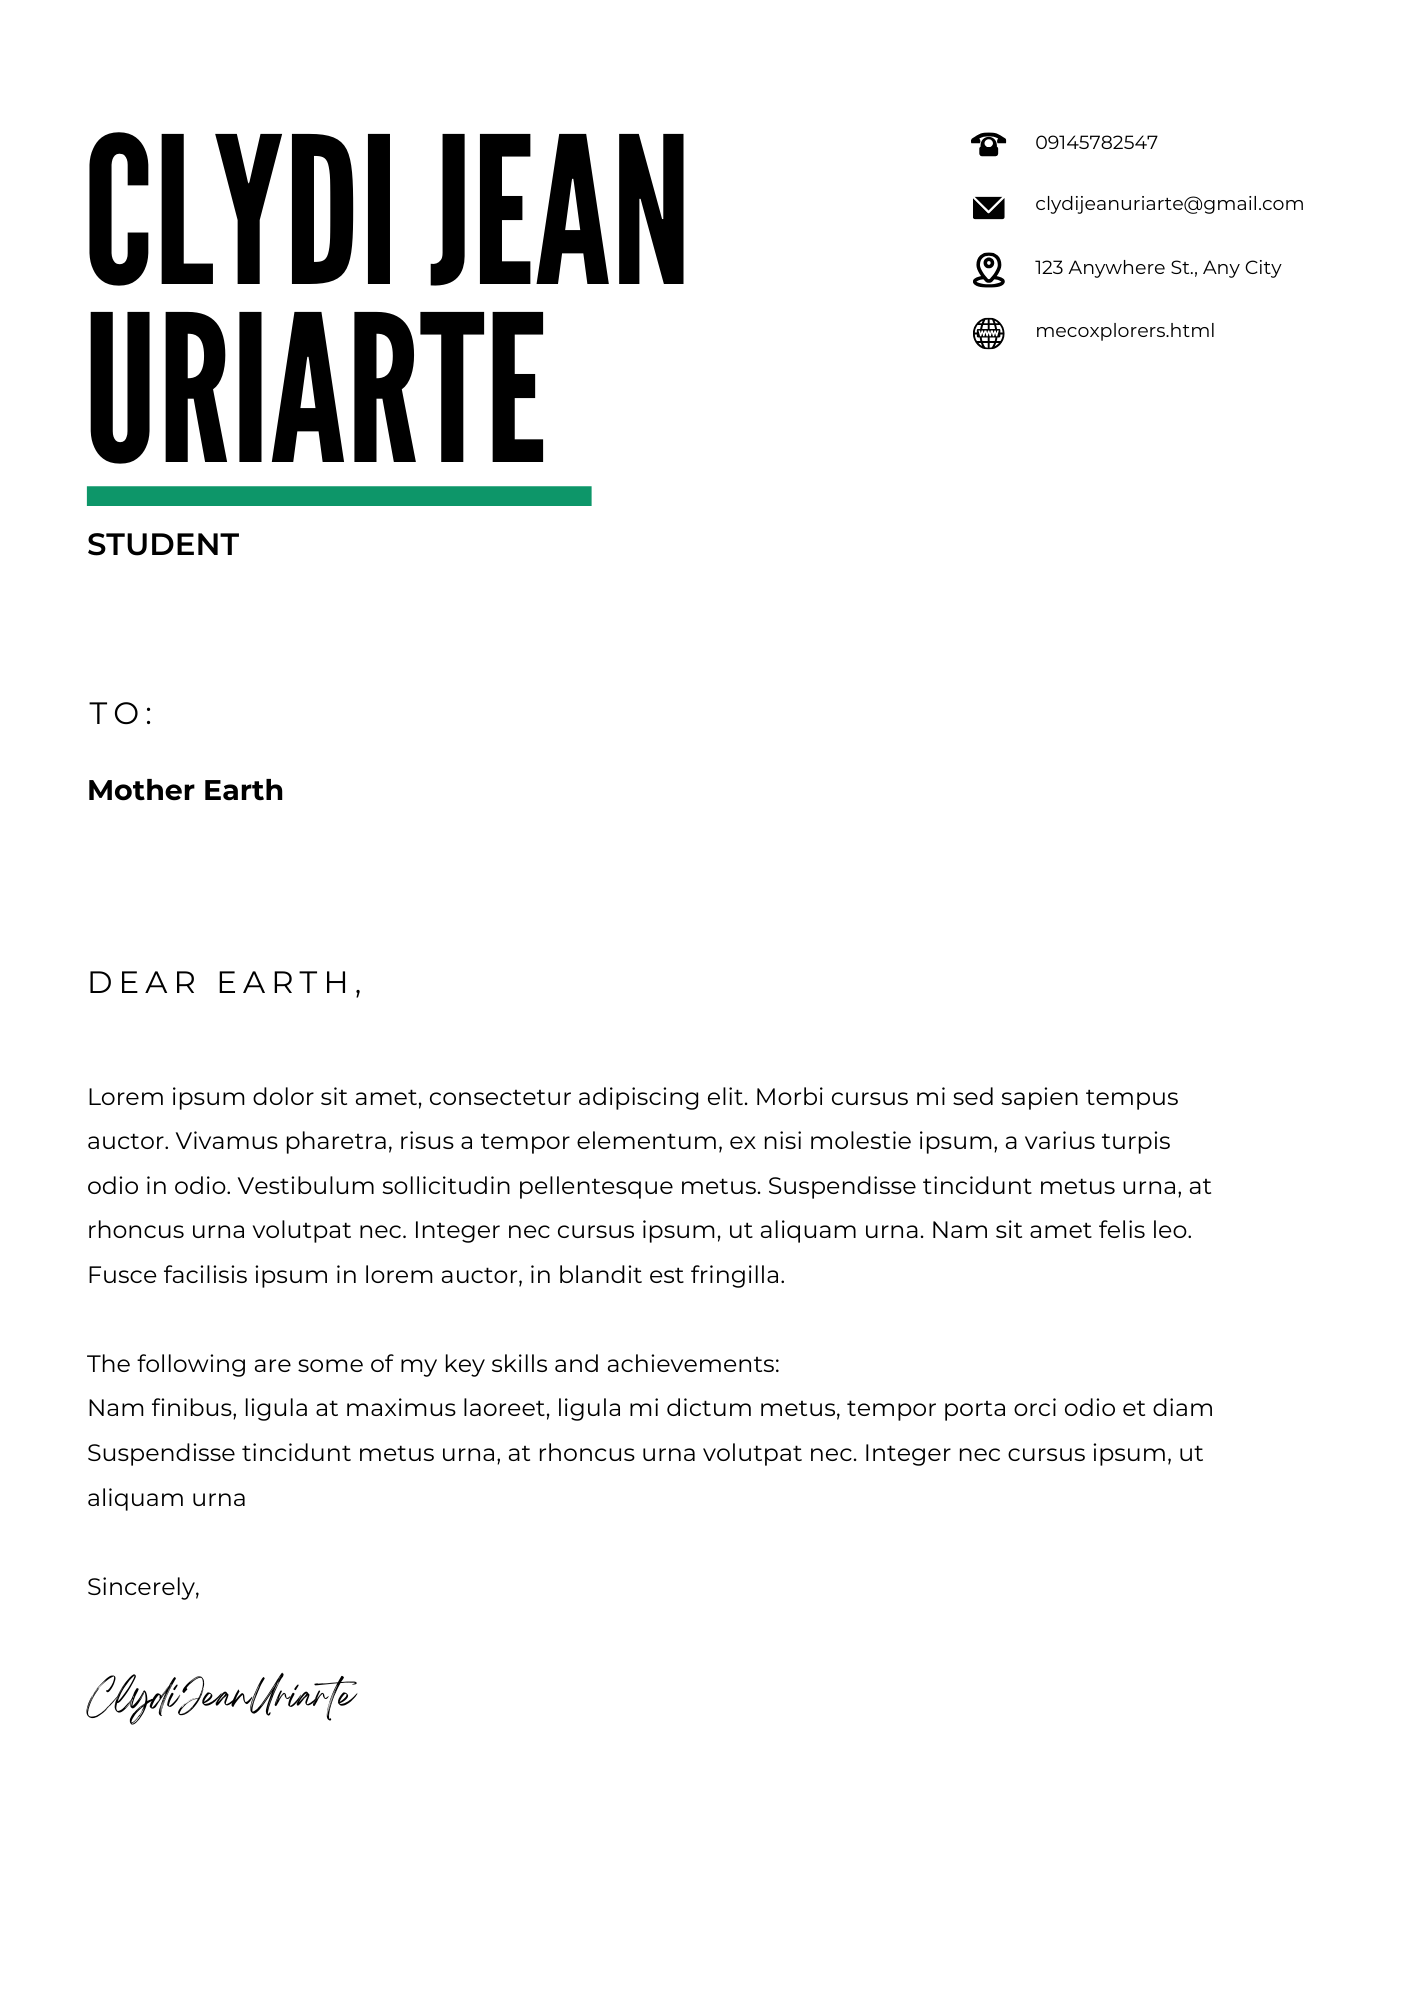 CLYDI JEAN
URIARTE
STUDENT
09145782547
clydijeanuriarte@gmail.com
123 Anywhere St., Any City
mecoxplorers.html
TO:
Mother Earth
DEAR EARTH,
Lorem ipsum dolor sit amet, consectetur adipiscing elit. Morbi cursus mi sed sapien tempus
auctor. Vivamus pharetra, risus a tempor elementum, ex nisi molestie ipsum, a varius turpis
odio in odio. Vestibulum sollicitudin pellentesque metus. Suspendisse tincidunt metus urna, at
rhoncus urna volutpat nec. Integer nec cursus ipsum, ut aliquam urna. Nam sit amet felis leo.
Fusce facilisis ipsum in lorem auctor, in blandit est fringilla.
The following are some of my key skills and achievements:
Nam finibus, ligula at maximus laoreet, ligula mi dictum metus, tempor porta orci odio et diam
Suspendisse tincidunt metus urna, at rhoncus urna volutpat nec. Integer nec cursus ipsum, ut
aliquam urna
Sincerely,
ClydiJeanUriarte